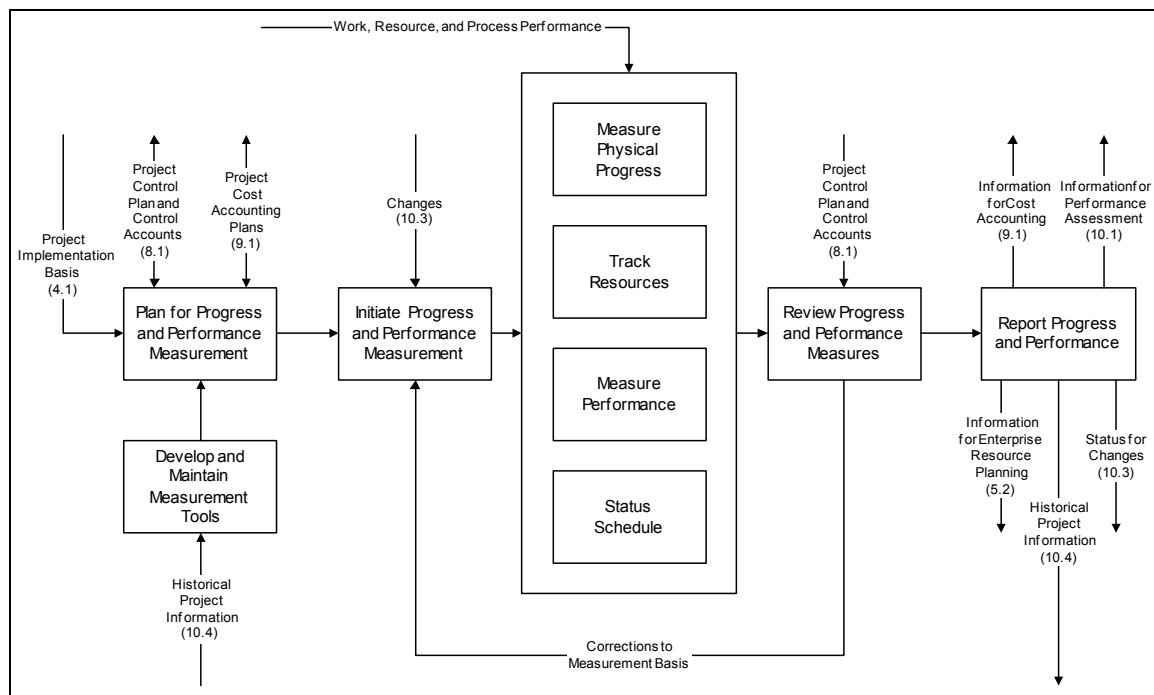 Work, Resource, and Process Performance
Measure
Physical
Progress
Track
Resources
Measure
Performance
Status
Schedule
Project
Implementation
Basis
(4.1)
Project
Control
Plan and
Control
Accounts
(8.1)
Project
Cost
Accounting
Plans
(9.1)
Changes
(10.3)
Project
Control
Plan and
Control
Accounts
(8.1)
Information
for Cost
Accounting
(9.1)
Information for
Performance
Assessment
(10.1)
Plan for Progress
and Performance
Measurement
Initiate Progress
and Performance
Measurement
Review Progress
and Peformance
Measures
Report Progress
and Performance
Develop and
Maintain
Measurement
Tools
Information
for Enterprise
Resource
Planning
(5.2)
Status for
Changes
(10.3)
Historical
Project
Information
(10.4)
Historical
Project
Information
(10.4)
Corrections to
Measurement Basis